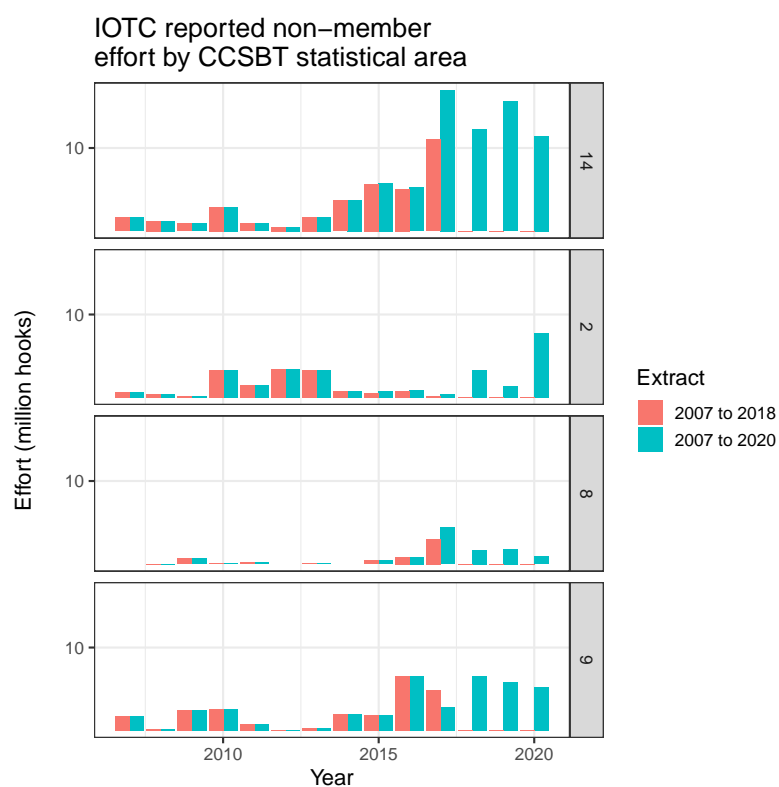 IOTC reported non−member
effort by CCSBT statistical area
10
14
10
2
10
8
10
9
Effort (million hooks)
2010
2015
2020
Year
Extract
2007 to 2018
2007 to 2020